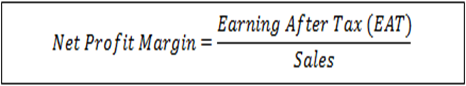 Net Profit Margin = Earning After Tax (EAT)
Sales